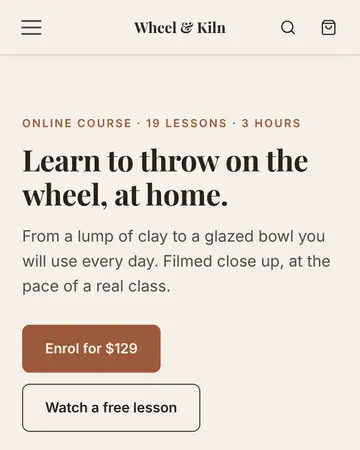 Wheel & Kiln
ONLINE COURSE · 19 LESSONS · 3 HOURS
Learn to throw on the
wheel, at home.
From a lump of clay to a glazed bowl you
will use every day. Filmed close up, at the
pace of a real class.
Enrol for $129
Watch a free lesson